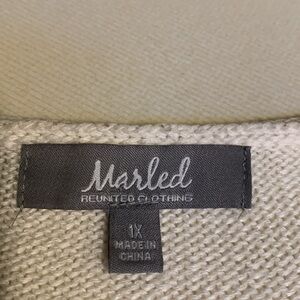 Marled
REUNITED CLOTHING
1X
MADE IN
CHINA